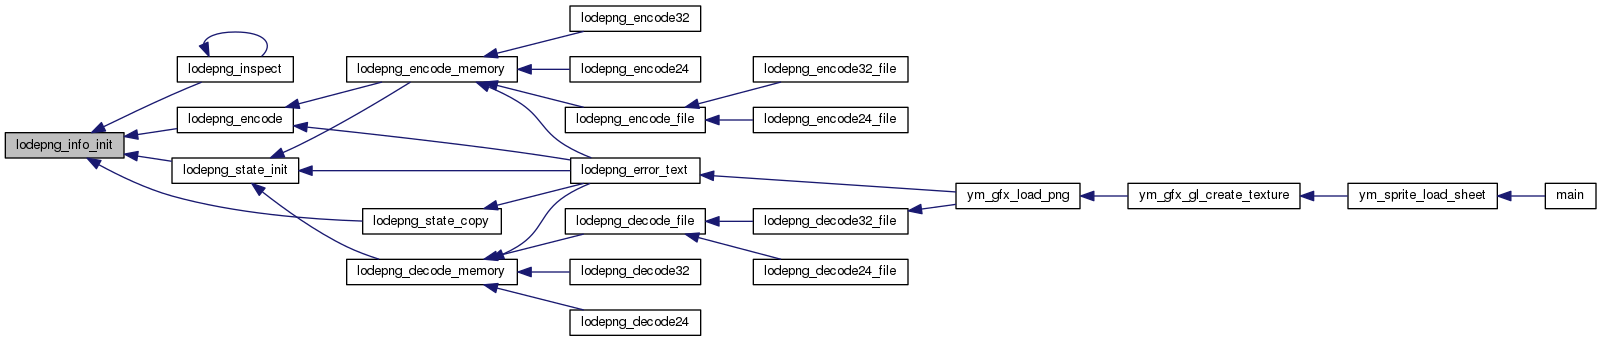 lodepng_info_init
lodepng_inspect
lodepng_encode
lodepng_state_init
lodepng_state_copy
lodepng_encode_memory
lodepng_decode_memory
lodepng_encode32
lodepng_encode24
lodepng_encode_file
lodepng_error_text
lodepng_decode_file
lodepng_decode32
lodepng_decode24
lodepng_encode32_file
lodepng_encode24_file
lodepng_decode32_file
lodepng_decode24_file
ym_gfx_load_png
ym_gfx_gl_create_texture
ym_sprite_load_sheet
main